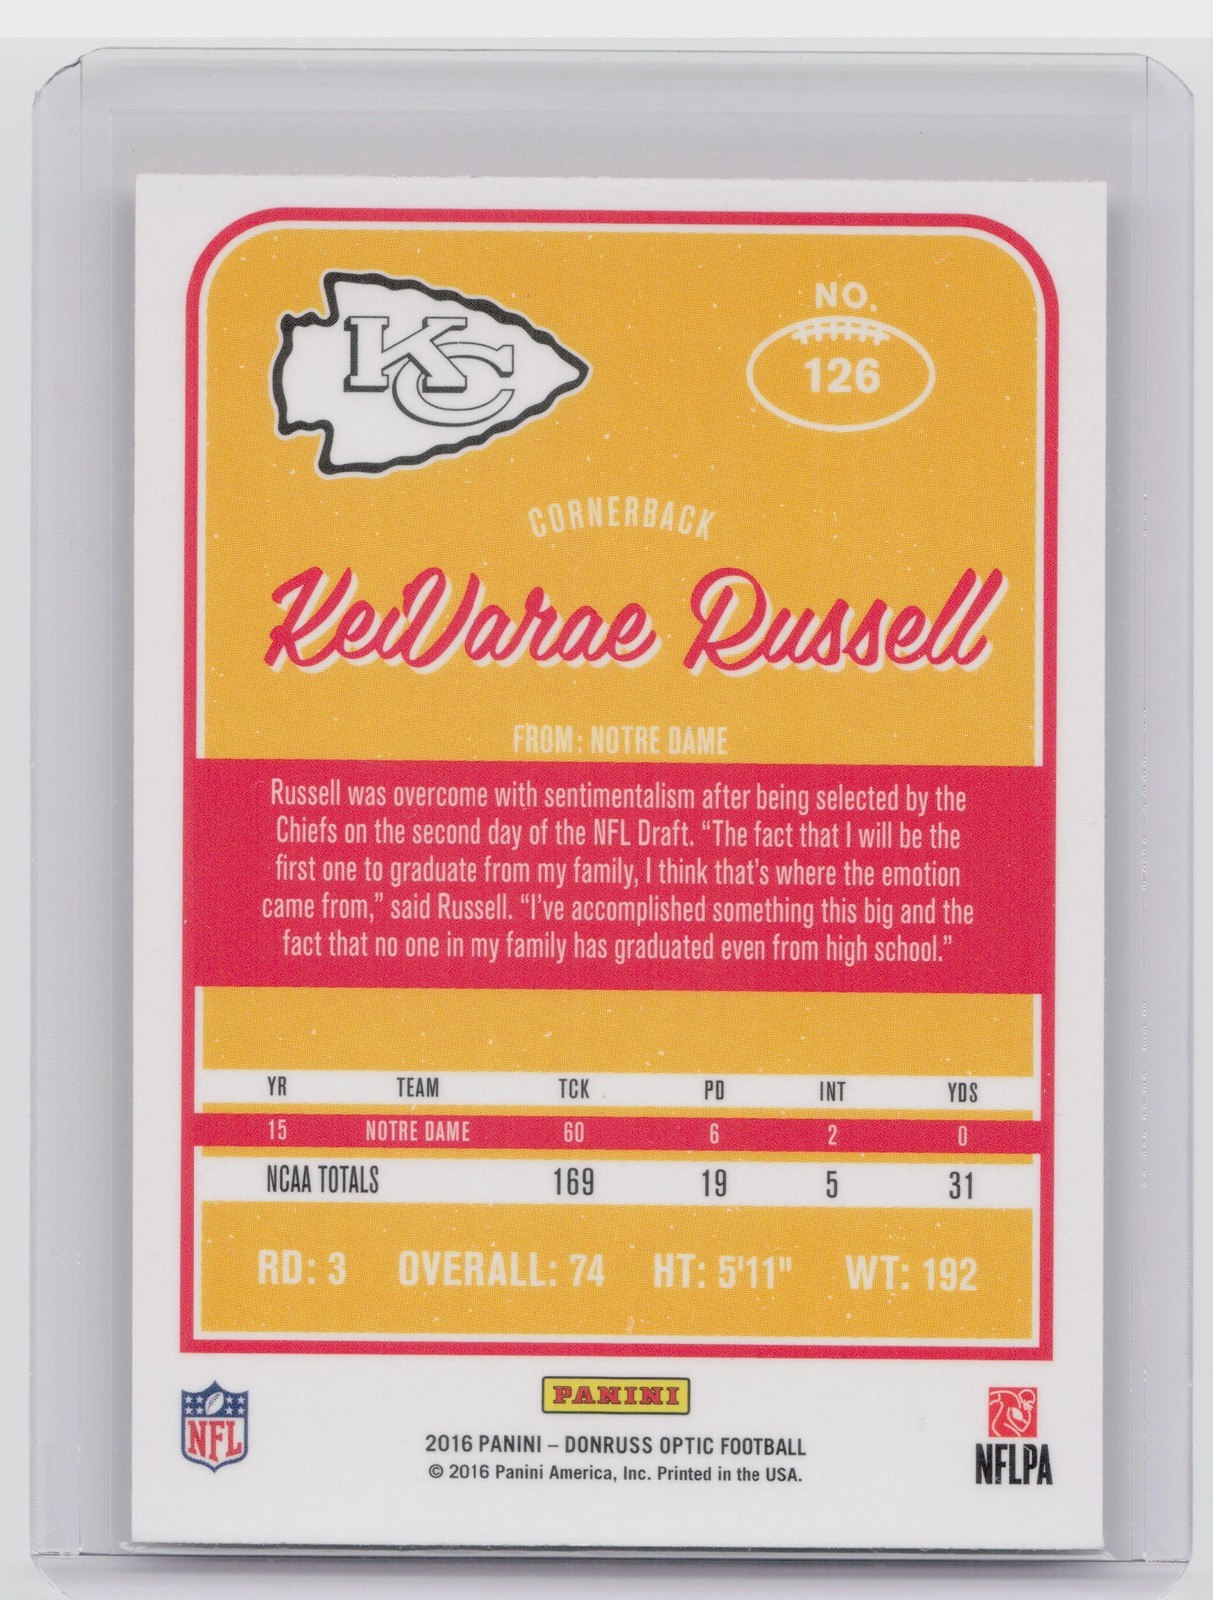 KC
NO.
126
CORNERBACK
KeiVarae Russell
FROM: NOTRE DAME
Russell was overcome with sentimentalism after being selected by the
Chiefs on the second day of the NFL Draft. “The fact that I will be the
first one to graduate from my family, I think that’s where the emotion
came from,” said Russell. “I’ve accomplished something this big and the
fact that no one in my family has graduated even from high school.”
YR TEAM TCK PD INT YDS
15 NOTRE DAME 60 6 2 0
NCAA TOTALS 169 19 5 31
RD: 3 OVERALL: 74 HT: 5'11" WT: 192
NFL
PANINI
2016 PANINI – DONRUSS OPTIC FOOTBALL
© 2016 Panini America, Inc. Printed in the USA.
NFLPA